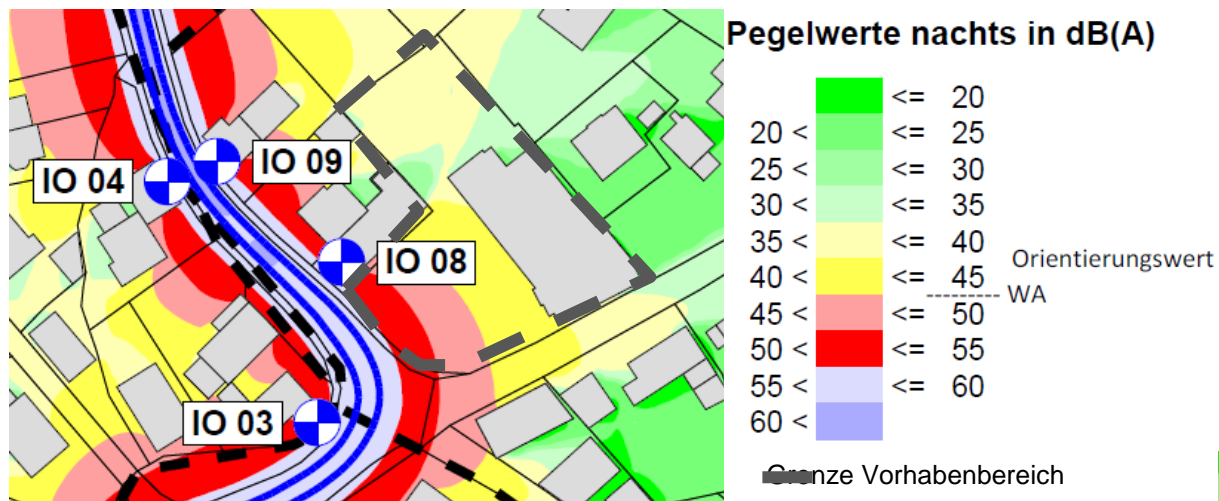 IO 09
IO 04
IO 08
IO 03
Pegelwerte nachts in dB(A)
<= 20
20 < <= 25
25 < <= 30
30 < <= 35
35 < <= 40
Orientierungswert
40 < <= 45
WA
45 < <= 50
50 < <= 55
55 < <= 60
60 <
Grenze Vorhabenbereich